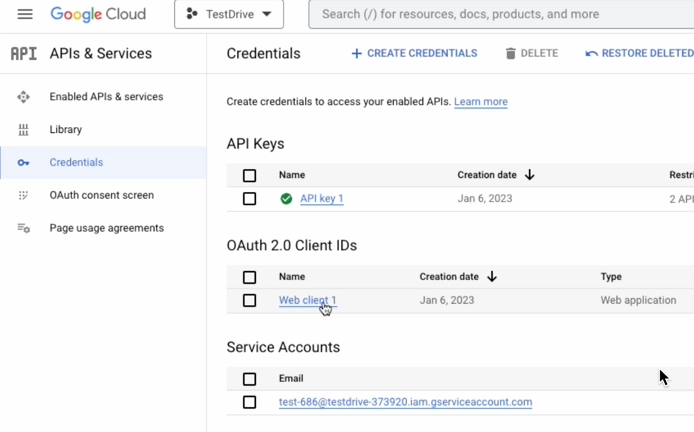 Google Cloud
TestDrive
Search (/) for resources, docs, products, and more
API
APIs & Services
Credentials
CREATE CREDENTIALS
DELETE
RESTORE DELETED
Enabled APIs & services
Library
Credentials
OAuth consent screen
Page usage agreements
Create credentials to access your enabled APIs. Learn more
API Keys
Name Creation date Restri
API key 1 Jan 6, 2023 2 API
OAuth 2.0 Client IDs
Name Creation date Type
Web client 1 Jan 6, 2023 Web application
Service Accounts
Email
test-686@testdrive-373920.iam.gserviceaccount.com